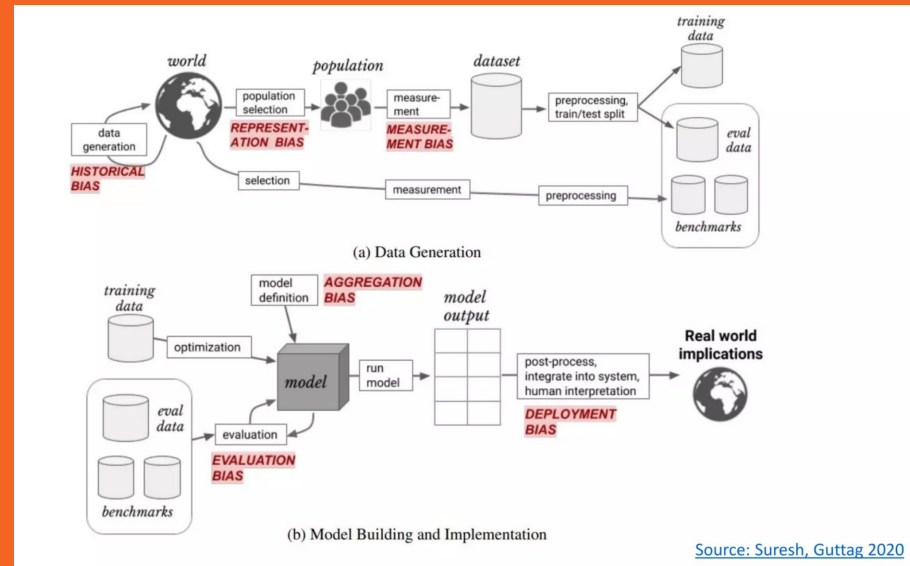 training
data
world
population
dataset
population
selection
measure-
ment
preprocessing,
train/test split
data
generation
REPRESENT-
ATION BIAS
MEASURE-
MENT BIAS
eval
data
HISTORICAL
BIAS
selection
measurement
preprocessing
benchmarks
(a) Data Generation
training
data
model
definition
AGGREGATION
BIAS
model
output
optimization
Real world
implications
model
run
model
post-process,
integrate into system,
human interpretation
eval
data
evaluation
DEPLOYMENT
BIAS
EVALUATION
BIAS
benchmarks
(b) Model Building and Implementation
Source: Suresh, Guttag 2020